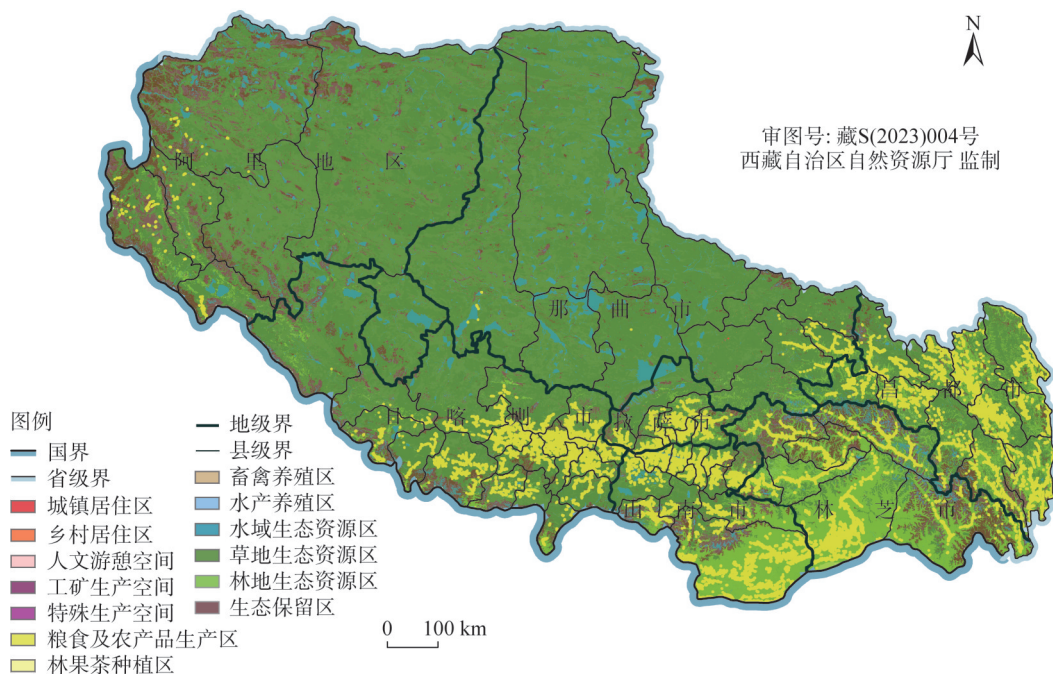 N
审图号: 藏S(2023)004号
西藏自治区自然资源厅 监制
阿里地区
那曲市
昌都市
日喀则市
拉萨市
山南市
林芝市
图例
国界
省级界
城镇居住区
乡村居住区
人文游憩空间
工矿生产空间
特殊生产空间
粮食及农产品生产区
林果茶种植区
地级界
县级界
畜禽养殖区
水产养殖区
水域生态资源区
草地生态资源区
林地生态资源区
生态保留区
0 100 km